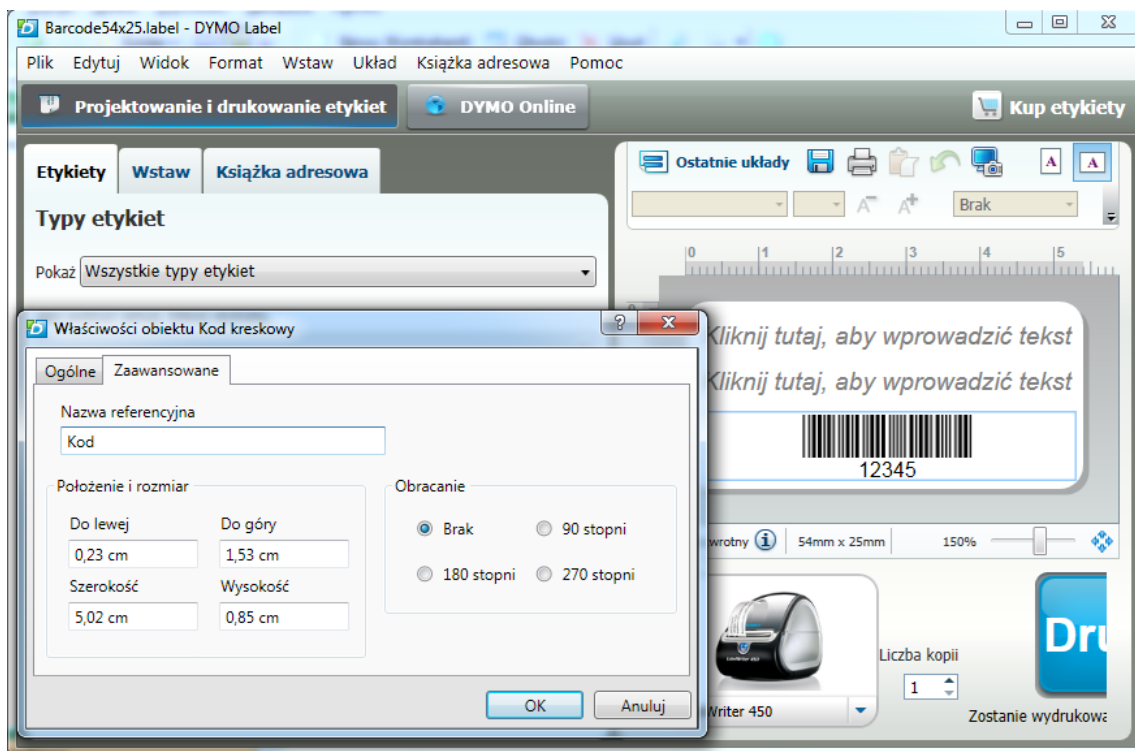 Barcode54x25.label - DYMO Label
Plik Edytuj Widok Format Wstaw Układ Książka adresowa Pomoc
Projektowanie i drukowanie etykiet DYMO Online Kup etykiety
Etykiety Wstaw Książka adresowa
Ostatnie układy A A
A A+ Brak
Typy etykiet
Pokaż Wszystkie typy etykiet
0 1 2 3 4 5
Właściwości obiektu Kod kreskowy
Ogólne Zaawansowane
Nazwa referencyjna
Kod
Położenie i rozmiar
Do lewej Do góry
0,23 cm 1,53 cm
Szerokość Wysokość
5,02 cm 0,85 cm
Obracanie
Brak 90 stopni
180 stopni 270 stopni
OK Anuluj
Kliknij tutaj, aby wprowadzić tekst
Kliknij tutaj, aby wprowadzić tekst
12345
wrotny 54mm x 25mm 150%
Writer 450
Liczba kopii
1
Dru
Zostanie wydrukowa